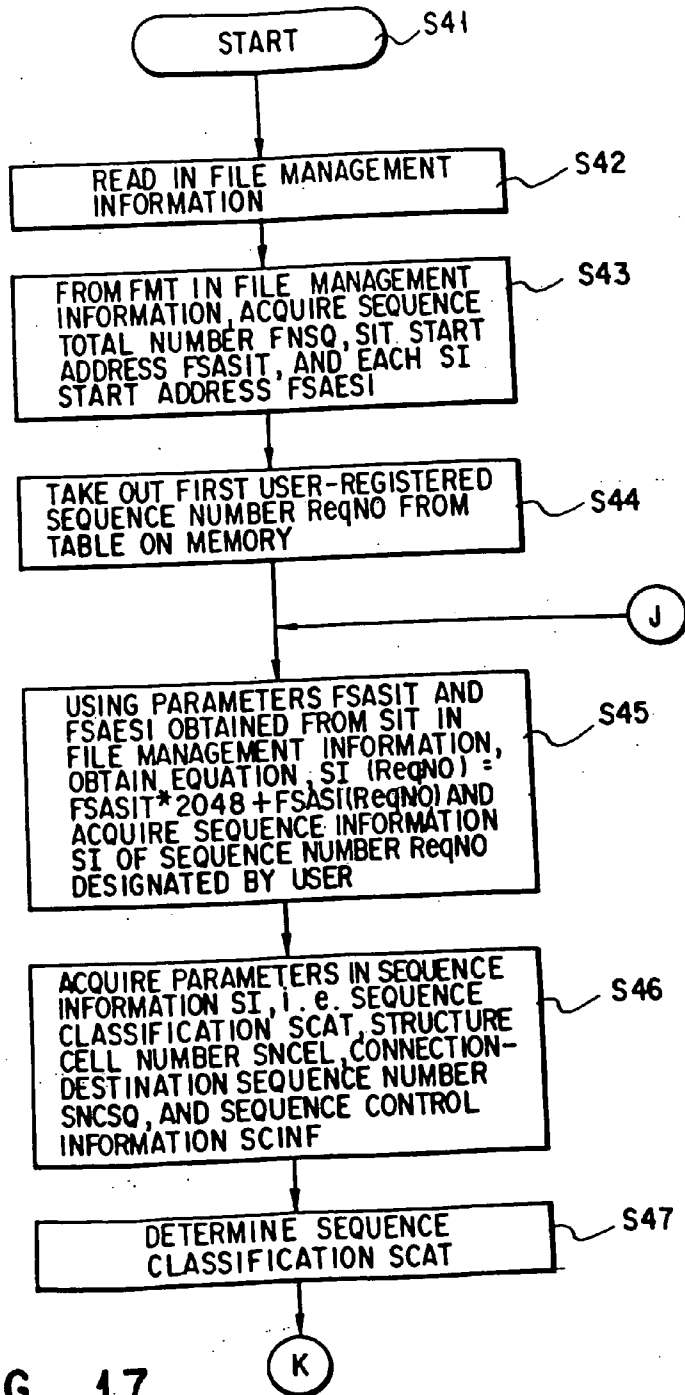 START
S41
READ IN FILE MANAGEMENT
INFORMATION
S42
FROM FMT IN FILE MANAGEMENT
INFORMATION, ACQUIRE SEQUENCE
TOTAL NUMBER FNSQ, SIT START
ADDRESS FSASIT, AND EACH SI
START ADDRESS FSAESI
S43
TAKE OUT FIRST USER-REGISTERED
SEQUENCE NUMBER ReqNO FROM
TABLE ON MEMORY
S44
J
USING PARAMETERS FSASIT AND
FSAESI OBTAINED FROM SIT IN
FILE MANAGEMENT INFORMATION,
OBTAIN EQUATION, SI (ReqNO) =
FSASIT*2048+FSASI(ReqNO) AND
ACQUIRE SEQUENCE INFORMATION
SI OF SEQUENCE NUMBER ReqNO
DESIGNATED BY USER
S45
ACQUIRE PARAMETERS IN SEQUENCE
INFORMATION SI, i.e. SEQUENCE
CLASSIFICATION SCAT, STRUCTURE
CELL NUMBER SNCEL, CONNECTION-
DESTINATION SEQUENCE NUMBER
SNCSQ, AND SEQUENCE CONTROL
INFORMATION SCINF
S46
DETERMINE SEQUENCE
CLASSIFICATION SCAT
S47
K
G. 17